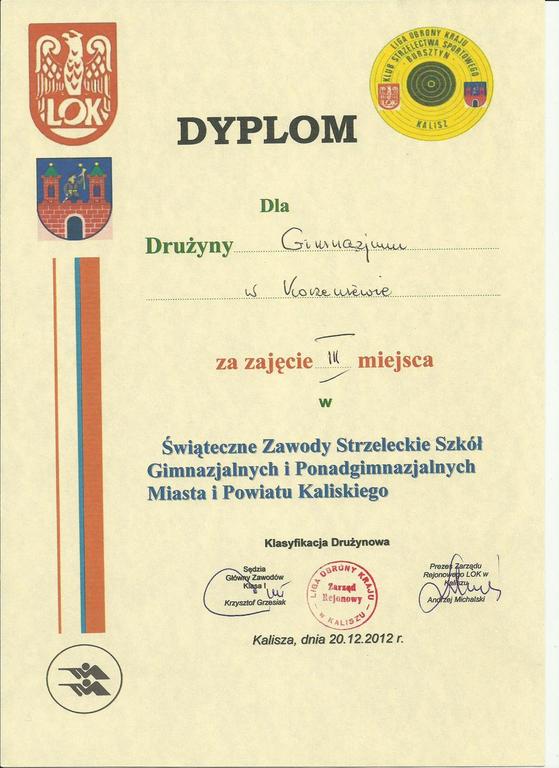 LOK
LIGA OBRONY KRAJU
KLUB STRZELECTWA SPORTOWEGO
BURSZTYN
KALISZ
DYPLOM
Dla
Drużyny Gimnazjum
w Korzeniewie
za zajęcie III miejsca
w
Świąteczne Zawody Strzeleckie Szkół
Gimnazjalnych i Ponadgimnazjalnych
Miasta i Powiatu Kaliskiego
Klasyfikacja Drużynowa
Sędzia
Główny Zawodów
Klasa I
Krzysztof Grzesiak
LIGA OBRONY KRAJU
Zarząd
Rejonowy
w KALISZU
Prezes Zarządu
Rejonowego LOK w
Kaliszu
Andrzej Michalski
Kalisza, dnia 20.12.2012 r.